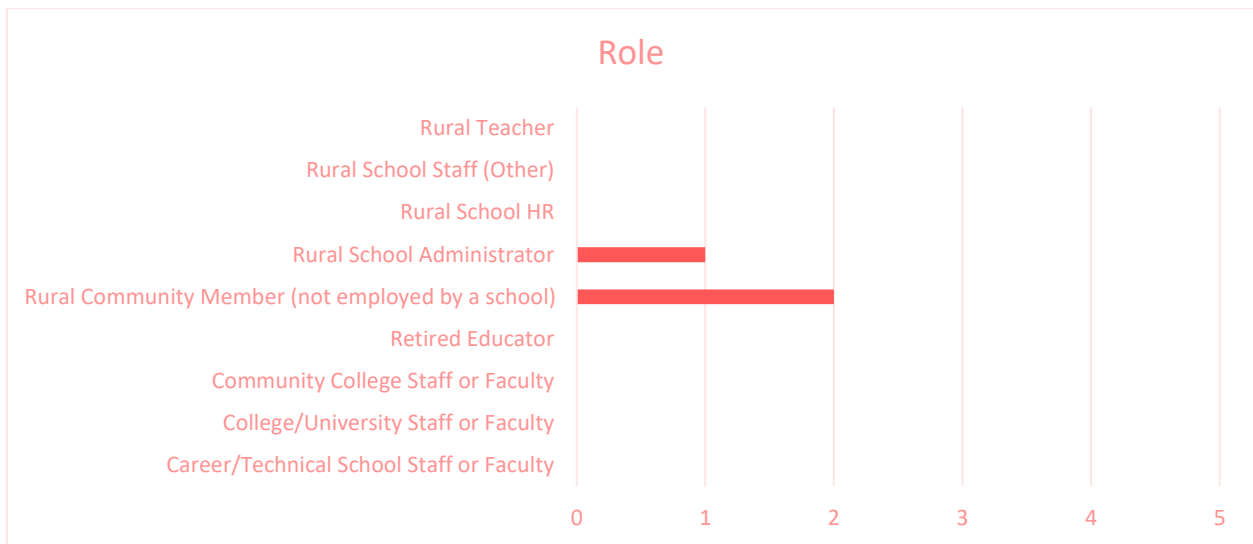 Role
Rural Teacher
Rural School Staff (Other)
Rural School HR
Rural School Administrator
Rural Community Member (not employed by a school)
Retired Educator
Community College Staff or Faculty
College/University Staff or Faculty
Career/Technical School Staff or Faculty
0 1 2 3 4 5